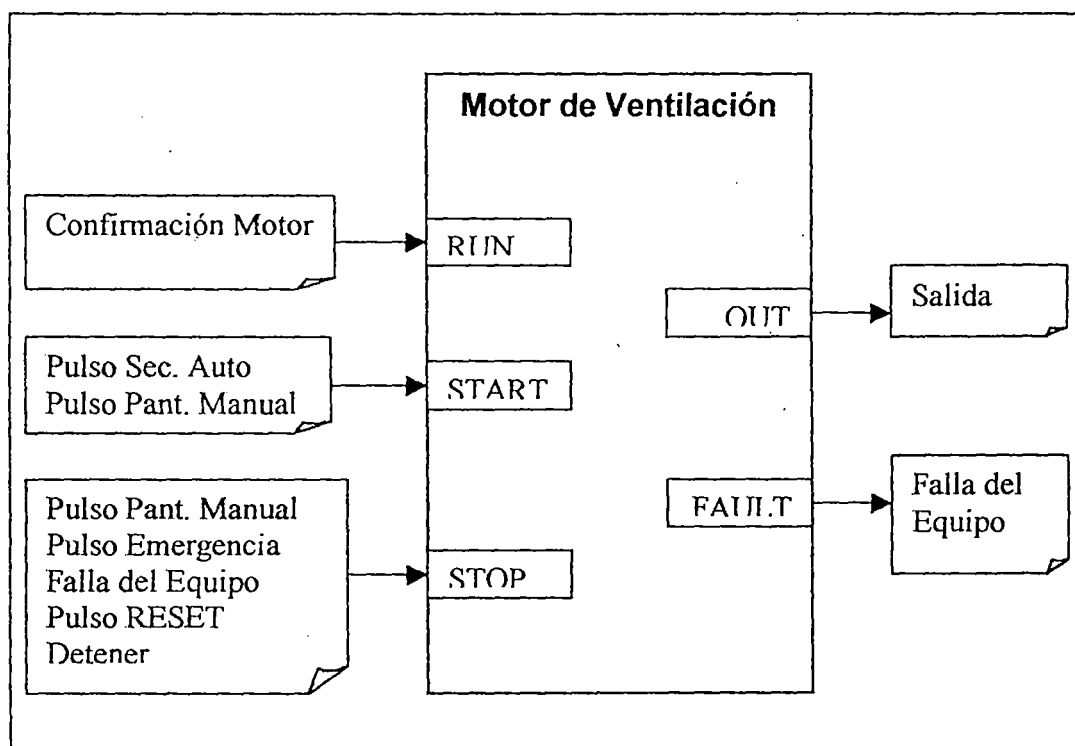 Motor de Ventilación
Confirmación Motor
RUN
Pulso Sec. Auto
Pulso Pant. Manual
START
Pulso Pant. Manual
Pulso Emergencia
Falla del Equipo
Pulso RESET
Detener
STOP
OUT
Salida
FAULT
Falla del
Equipo